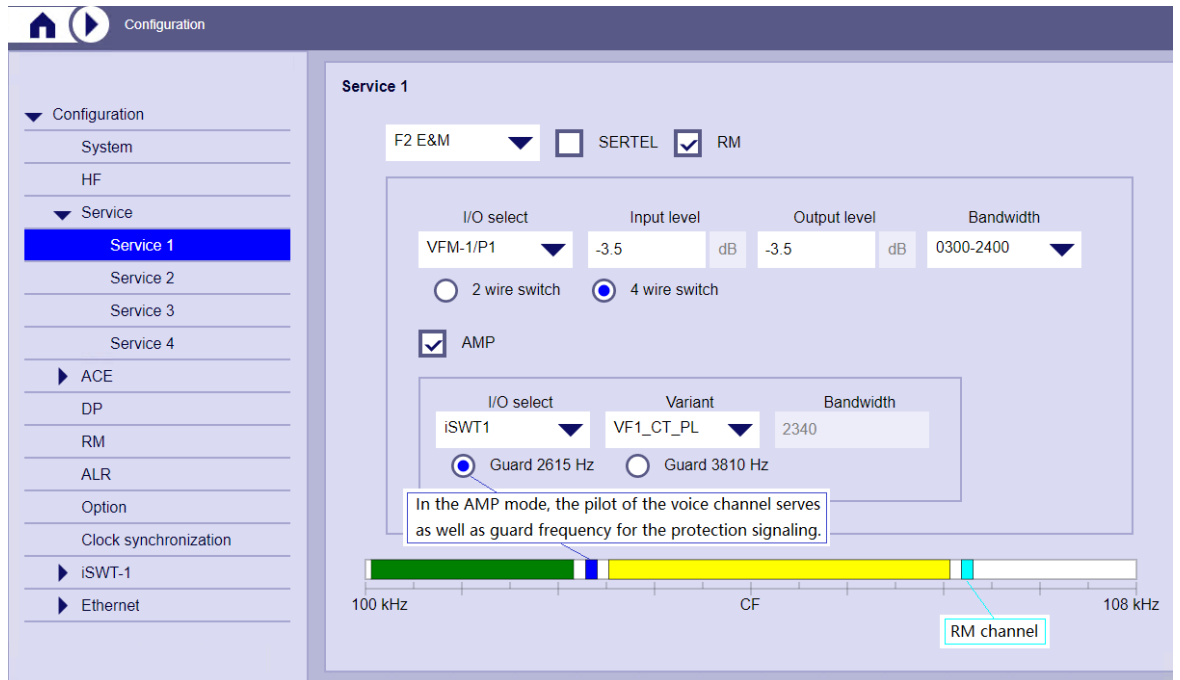 Configuration
Configuration
System
HF
Service
Service 1
Service 2
Service 3
Service 4
ACE
DP
RM
ALR
Option
Clock synchronization
iSWT-1
Ethernet
Service 1
F2 E&M SERTEL RM
I/O select Input level Output level Bandwidth
VFM-1/P1 -3.5 dB -3.5 dB 0300-2400
2 wire switch 4 wire switch
AMP
I/O select Variant Bandwidth
iSWT1 VF1_CT_PL 2340
Guard 2615 Hz Guard 3810 Hz
In the AMP mode, the pilot of the voice channel serves
as well as guard frequency for the protection signaling.
100 kHz CF 108 kHz
RM channel